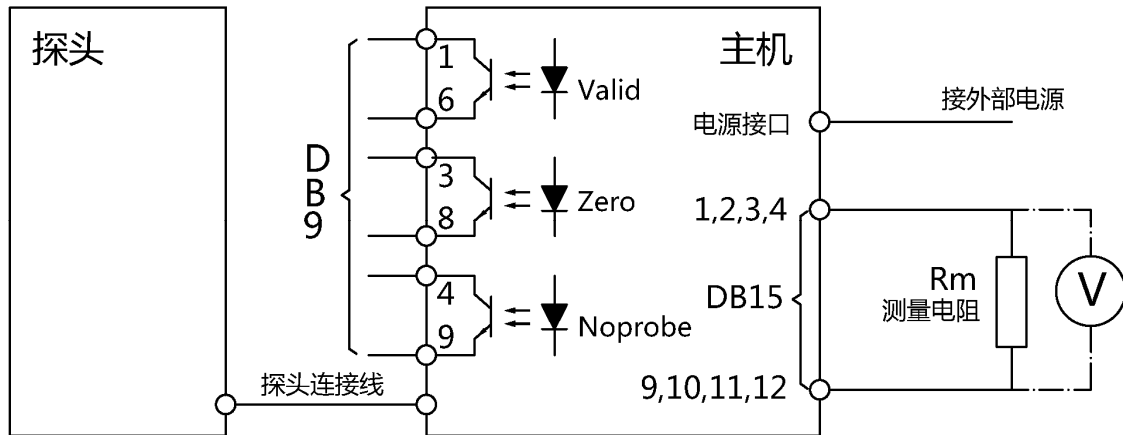 探头
D
B
9
1
6
Valid
3
8
Zero
4
9
Noprobe
探头连接线
主机
电源接口
接外部电源
1,2,3,4
DB15
9,10,11,12
Rm
测量电阻
V